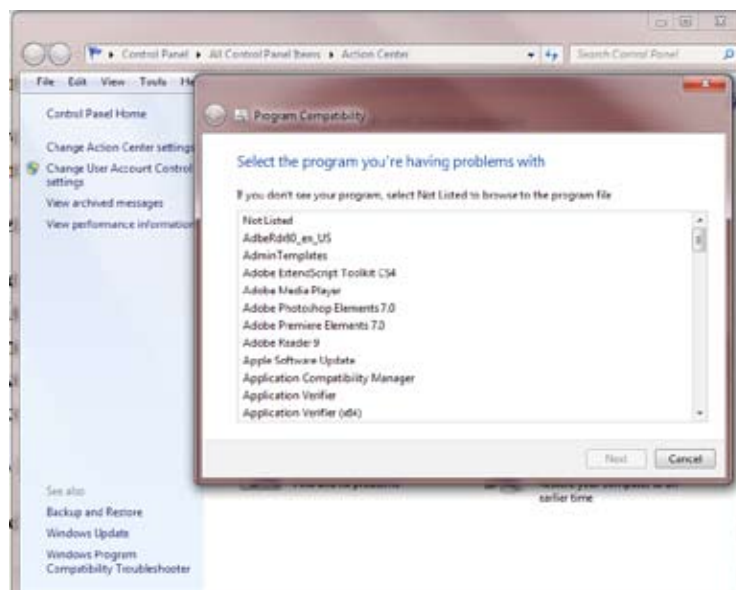 Control Panel ▸ All Control Panel Items ▸ Action Center
Search Control Panel
File Edit View Tools
Control Panel Home
Change Action Center settings
Change User Account Control
settings
View archived messages
View performance information
Program Compatibility
Select the program you're having problems with
If you don't see your program, select Not Listed to browse to the program file
Not Listed
AdbeRdr80_en_US
AdminTemplates
Adobe ExtendScript Toolkit CS4
Adobe Media Player
Adobe Photoshop Elements 7.0
Adobe Premiere Elements 7.0
Adobe Reader 9
Apple Software Update
Application Compatibility Manager
Application Verifier
Application Verifier (x64)
Next
Cancel
earlier time
See also
Backup and Restore
Windows Update
Windows Program
Compatibility Troubleshooter